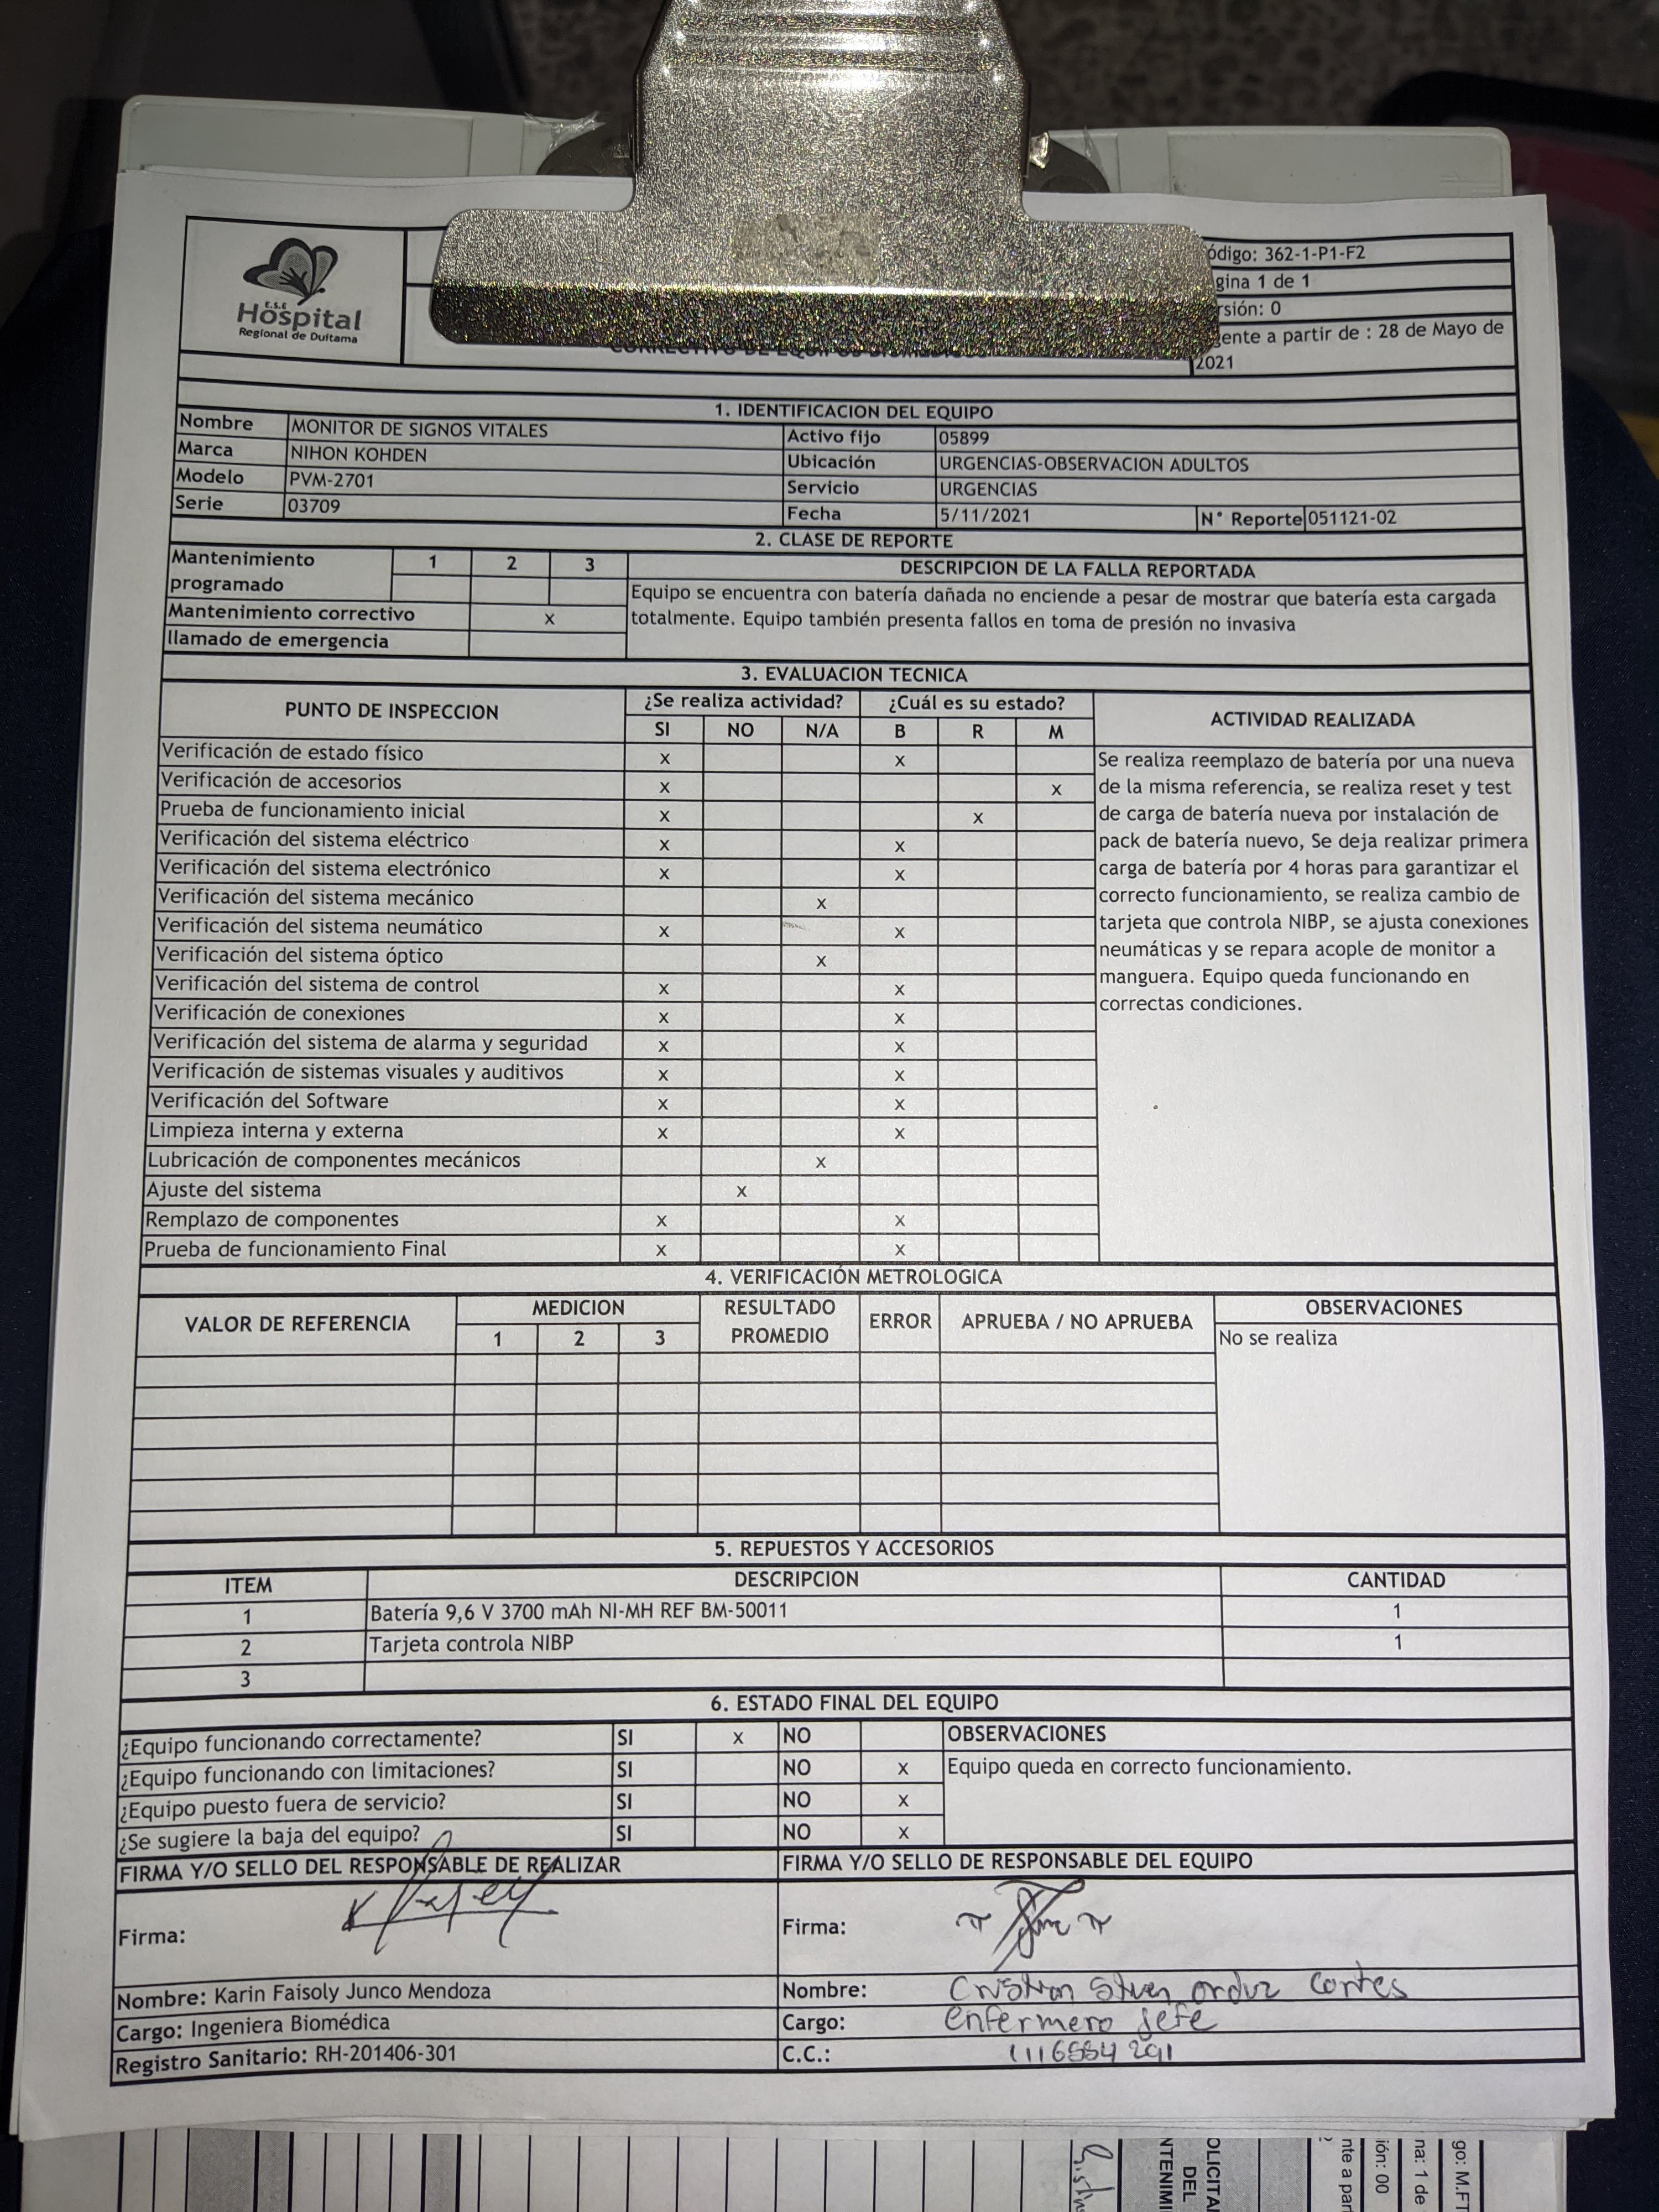 E.S.E
Hospital
Regional de Duitama
CORRECTIVO DE EQUIPOS BIOMEDICOS
ódigo: 362-1-P1-F2
gina 1 de 1
rsión: 0
gente a partir de : 28 de Mayo de
2021
1. IDENTIFICACION DEL EQUIPO
Nombre MONITOR DE SIGNOS VITALES Activo fijo 05899
Marca NIHON KOHDEN Ubicación URGENCIAS-OBSERVACION ADULTOS
Modelo PVM-2701 Servicio URGENCIAS
Serie 03709 Fecha 5/11/2021 N° Reporte 051121-02
2. CLASE DE REPORTE
Mantenimiento programado 1 2 3 DESCRIPCION DE LA FALLA REPORTADA
Mantenimiento correctivo x
llamado de emergencia
Equipo se encuentra con batería dañada no enciende a pesar de mostrar que batería esta cargada
totalmente. Equipo también presenta fallos en toma de presión no invasiva
3. EVALUACION TECNICA
PUNTO DE INSPECCION ¿Se realiza actividad? ¿Cuál es su estado? ACTIVIDAD REALIZADA
SI NO N/A B R M
Verificación de estado físico x x
Verificación de accesorios x x
Prueba de funcionamiento inicial x x
Verificación del sistema eléctrico x x
Verificación del sistema electrónico x x
Verificación del sistema mecánico x
Verificación del sistema neumático x x
Verificación del sistema óptico x
Verificación del sistema de control x x
Verificación de conexiones x x
Verificación del sistema de alarma y seguridad x x
Verificación de sistemas visuales y auditivos x x
Verificación del Software x x
Limpieza interna y externa x x
Lubricación de componentes mecánicos x
Ajuste del sistema x
Remplazo de componentes x x
Prueba de funcionamiento Final x x
Se realiza reemplazo de batería por una nueva
de la misma referencia, se realiza reset y test
de carga de batería nueva por instalación de
pack de batería nuevo, Se deja realizar primera
carga de batería por 4 horas para garantizar el
correcto funcionamiento, se realiza cambio de
tarjeta que controla NIBP, se ajusta conexiones
neumáticas y se repara acople de monitor a
manguera. Equipo queda funcionando en
correctas condiciones.
4. VERIFICACIÓN METROLOGICA
VALOR DE REFERENCIA MEDICION RESULTADO PROMEDIO ERROR APRUEBA / NO APRUEBA OBSERVACIONES
1 2 3
No se realiza
5. REPUESTOS Y ACCESORIOS
ITEM DESCRIPCION CANTIDAD
1 Batería 9,6 V 3700 mAh NI-MH REF BM-50011 1
2 Tarjeta controla NIBP 1
3
6. ESTADO FINAL DEL EQUIPO
¿Equipo funcionando correctamente? SI x NO OBSERVACIONES
¿Equipo funcionando con limitaciones? SI NO x Equipo queda en correcto funcionamiento.
¿Equipo puesto fuera de servicio? SI NO x
¿Se sugiere la baja del equipo? SI NO x
FIRMA Y/O SELLO DEL RESPONSABLE DE REALIZAR FIRMA Y/O SELLO DE RESPONSABLE DEL EQUIPO
Firma: Firma:
Nombre: Karin Faisoly Junco Mendoza Nombre: Cristian Stiven Orduz Cortes
Cargo: Ingeniera Biomédica Cargo: Enfermero Jefe
Registro Sanitario: RH-201406-301 C.C.: 1116554291
OLICITA
DEL
NTENIMI
nte a par
ión: 00
na: 1 de
go: M.FT